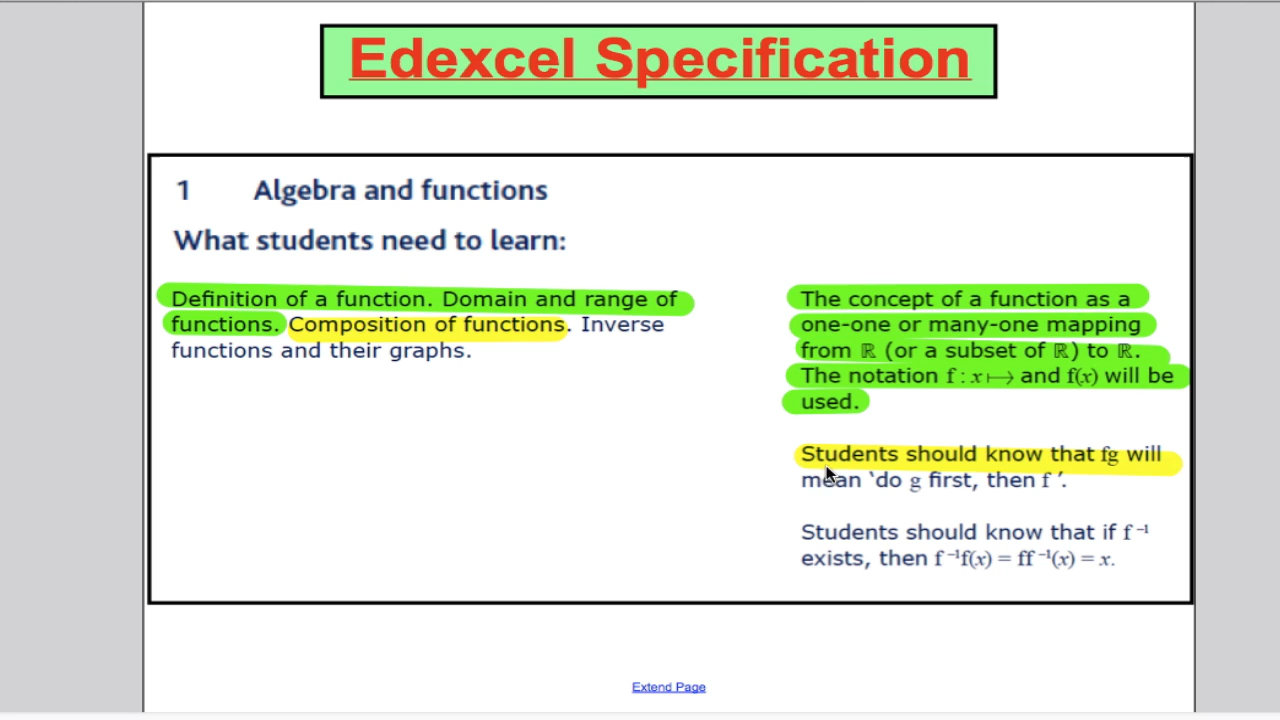 Edexcel Specification
1 Algebra and functions
What students need to learn:
Definition of a function. Domain and range of
functions. Composition of functions. Inverse
functions and their graphs.
The concept of a function as a
one-one or many-one mapping
from ℝ (or a subset of ℝ) to ℝ.
The notation f : x ⟼ and f(x) will be
used.
Students should know that fg will
mean ‘do g first, then f ’.
Students should know that if f⁻¹
exists, then f⁻¹f(x) = ff⁻¹(x) = x.
Extend Page